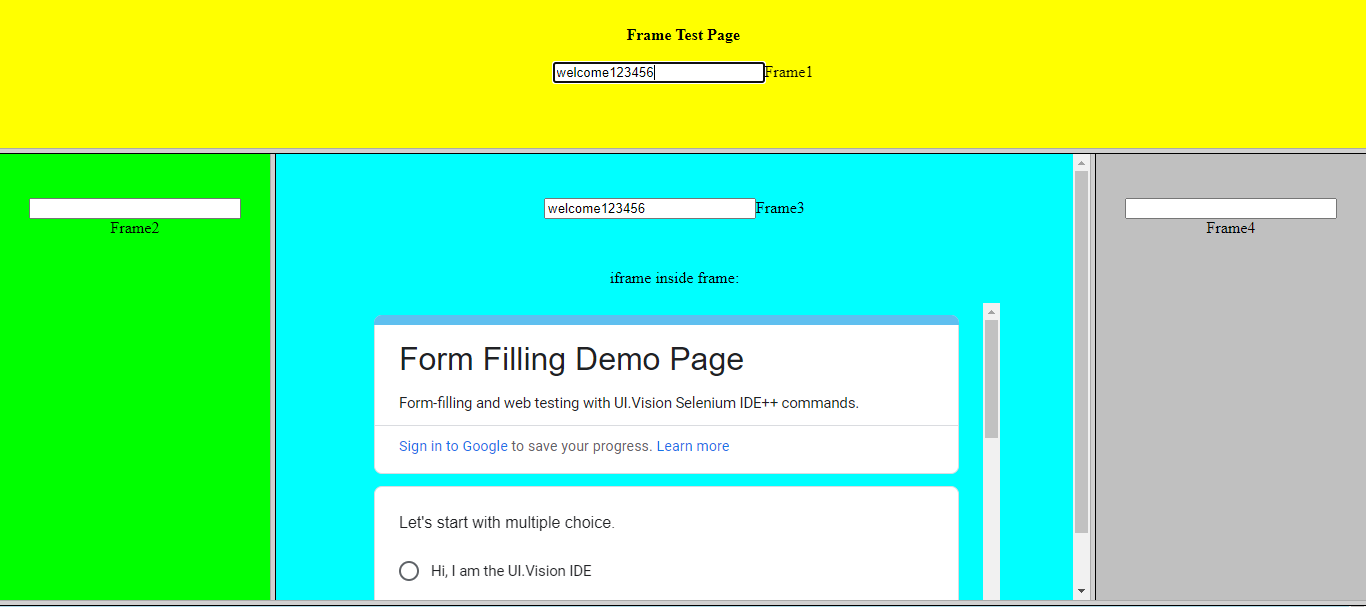 Frame Test Page
welcome123456 Frame1
Frame2
welcome123456 Frame3
iframe inside frame:
Form Filling Demo Page
Form-filling and web testing with UI.Vision Selenium IDE++ commands.
Sign in to Google to save your progress. Learn more
Let's start with multiple choice.
Hi, I am the UI.Vision IDE
Frame4